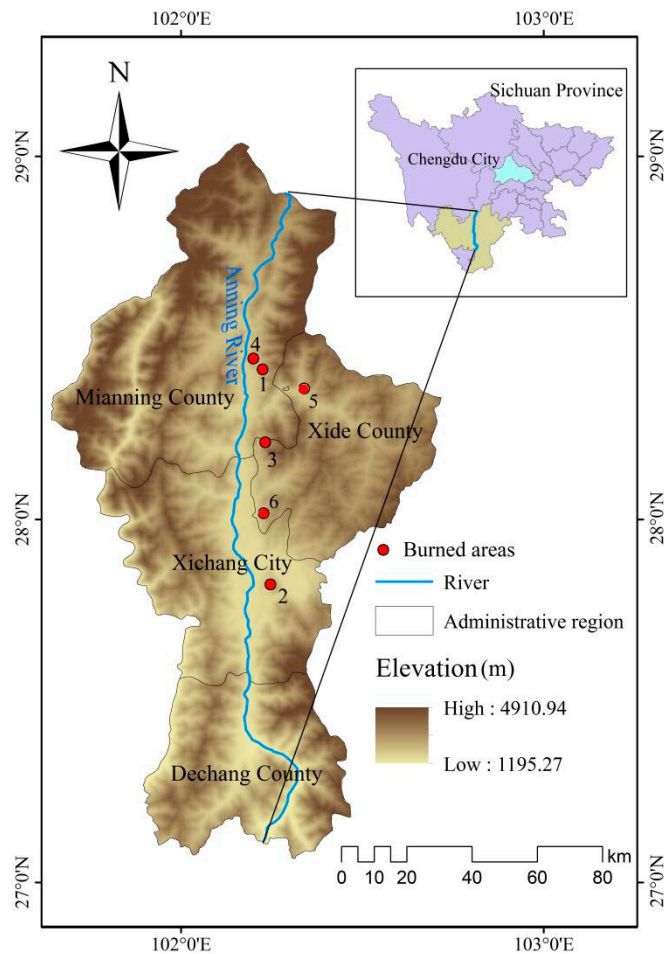 102°0'E
103°0'E
N
Sichuan Province
Chengdu City
29°0'N
29°0'N
Anning River
4
1
5
Mianning County
Xide County
3
28°0'N
28°0'N
6
Xichang City
2
Burned areas
River
Administrative region
Elevation(m)
High : 4910.94
Low : 1195.27
Dechang County
km
0 10 20 40 60 80
27°0'N
27°0'N
102°0'E
103°0'E